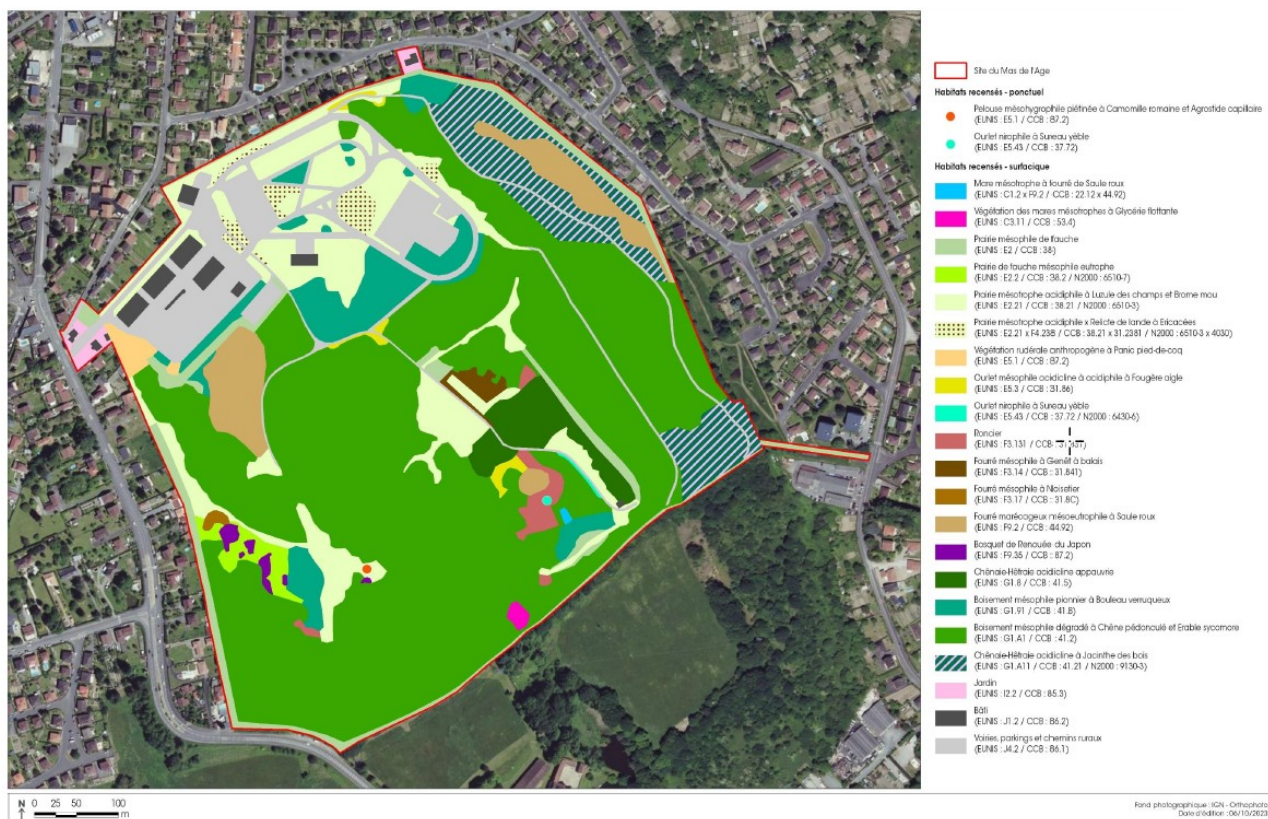 Site du Mas de l'Age
Habitats recensés - ponctuel
Pelouse mésohygrophile piétinée à Camomille romaine et Agrostide capillaire
(EUNIS : E5.1 / CCB : 87.2)
Ourlet nitrophile à Sureau yèble
(EUNIS : E5.43 / CCB : 37.72)
Habitats recensés - surfacique
Mare mésotrophe à fourré de Saule roux
(EUNIS : C1.2 x F9.2 / CCB : 22.12 x 44.92)
Végétation des mares mésotrophes à Glycérie flottante
(EUNIS : C3.11 / CCB : 53.4)
Prairie mésophile de fauche
(EUNIS : E2 / CCB : 38)
Prairie de fauche mésophile eutrophe
(EUNIS : E2.2 / CCB : 38.2 / N2000 : 6510-7)
Prairie mésotrophe acidiphile à Luzule des champs et Brome mou
(EUNIS : E2.21 / CCB : 38.21 / N2000 : 6510-3)
Prairie mésotrophe acidiphile x Relicte de lande à Ericacées
(EUNIS : E2.21 x F4.238 / CCB : 38.21 x 31.2381 / N2000 : 6510-3 x 4030)
Végétation rudérale anthropogène à Panic pied-de-coq
(EUNIS : E5.1 / CCB : 87.2)
Ourlet mésophile acidicline à acidiphile à Fougère aigle
(EUNIS : E5.3 / CCB : 31.86)
Ourlet nitrophile à Sureau yèble
(EUNIS : E5.43 / CCB : 37.72 / N2000 : 6430-6)
Roncier
(EUNIS : F3.131 / CCB :
Fourré mésophile à Genêt à balais
(EUNIS : F3.14 / CCB : 31.841)
Fourré mésophile à Noisetier
(EUNIS : F3.17 / CCB : 31.8C)
Fourré marécageux mésoeutrophile à Saule roux
(EUNIS : F9.2 / CCB : 44.92)
Bosquet de Renouée du Japon
(EUNIS : F9.35 / CCB : 87.2)
Chênaie-Hêtraie acidicline appauvrie
(EUNIS : G1.8 / CCB : 41.5)
Boisement mésophile pionnier à Bouleau verruqueux
(EUNIS : G1.91 / CCB : 41.B)
Boisement mésophile dégradé à Chêne pédonculé et Erable sycomore
(EUNIS : G1.A1 / CCB : 41.2)
Chênaie-Hêtraie acidicline à Jacinthe des bois
(EUNIS : G1.A11 / CCB : 41.21 / N2000 : 9130-3)
Jardin
(EUNIS : I2.2 / CCB : 85.3)
Bâti
(EUNIS : J1.2 / CCB : 86.2)
Voiries, parkings et chemins ruraux
(EUNIS : J4.2 / CCB : 86.1)
N 0 25 50 100
m
Fond photographique : IGN - Orthophoto
Date d'édition : 06/10/2023